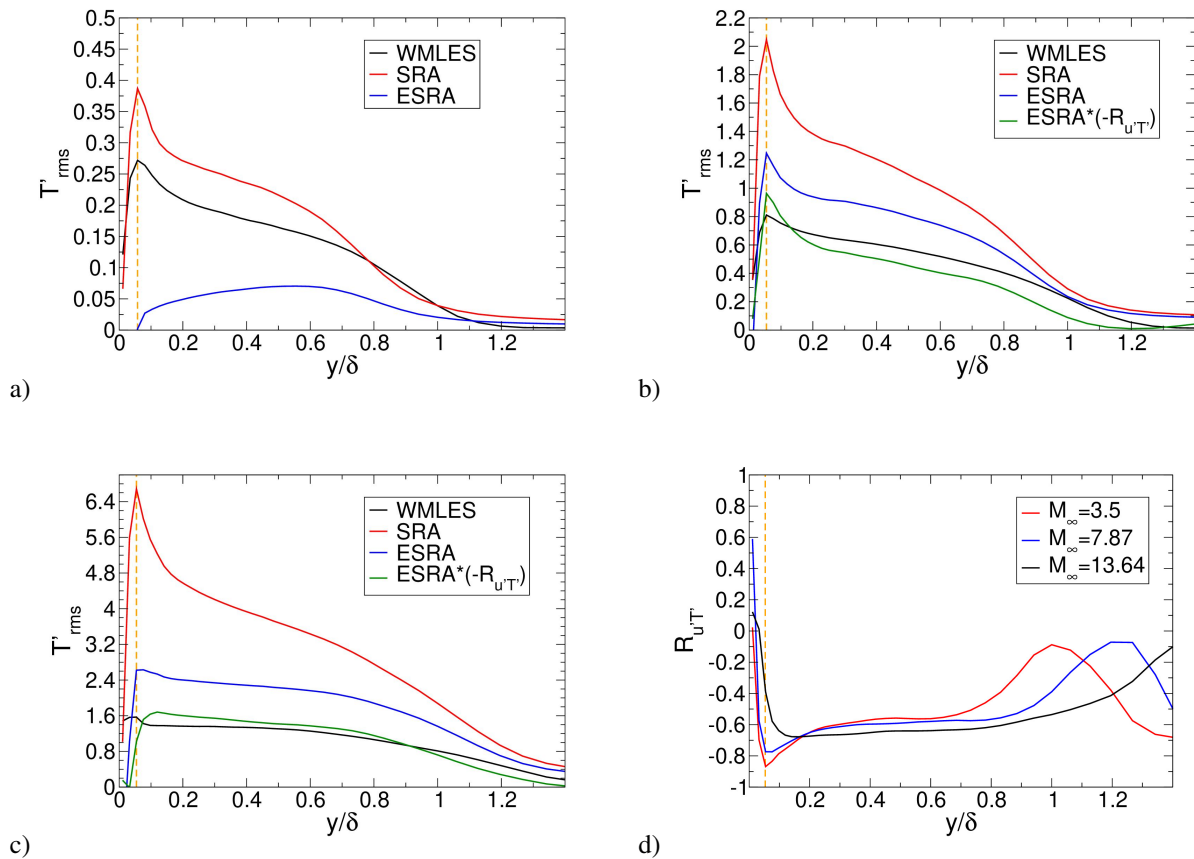 0.5
0.45
0.4
0.35
0.3
0.25
0.2
0.15
0.1
0.05
0
T'rms
WMLES
SRA
ESRA
0 0.2 0.4 0.6 0.8 1 1.2
y/δ
a)
2.2
2
1.8
1.6
1.4
1.2
1
0.8
0.6
0.4
0.2
0
T'rms
WMLES
SRA
ESRA
ESRA*(-Ru'T')
0 0.2 0.4 0.6 0.8 1 1.2
y/δ
b)
6.4
5.6
4.8
4
3.2
2.4
1.6
0.8
0
T'rms
WMLES
SRA
ESRA
ESRA*(-Ru'T')
0 0.2 0.4 0.6 0.8 1 1.2
y/δ
c)
1
0.8
0.6
0.4
0.2
0
-0.2
-0.4
-0.6
-0.8
-1
Ru'T'
M∞=3.5
M∞=7.87
M∞=13.64
0.2 0.4 0.6 0.8 1 1.2
y/δ
d)